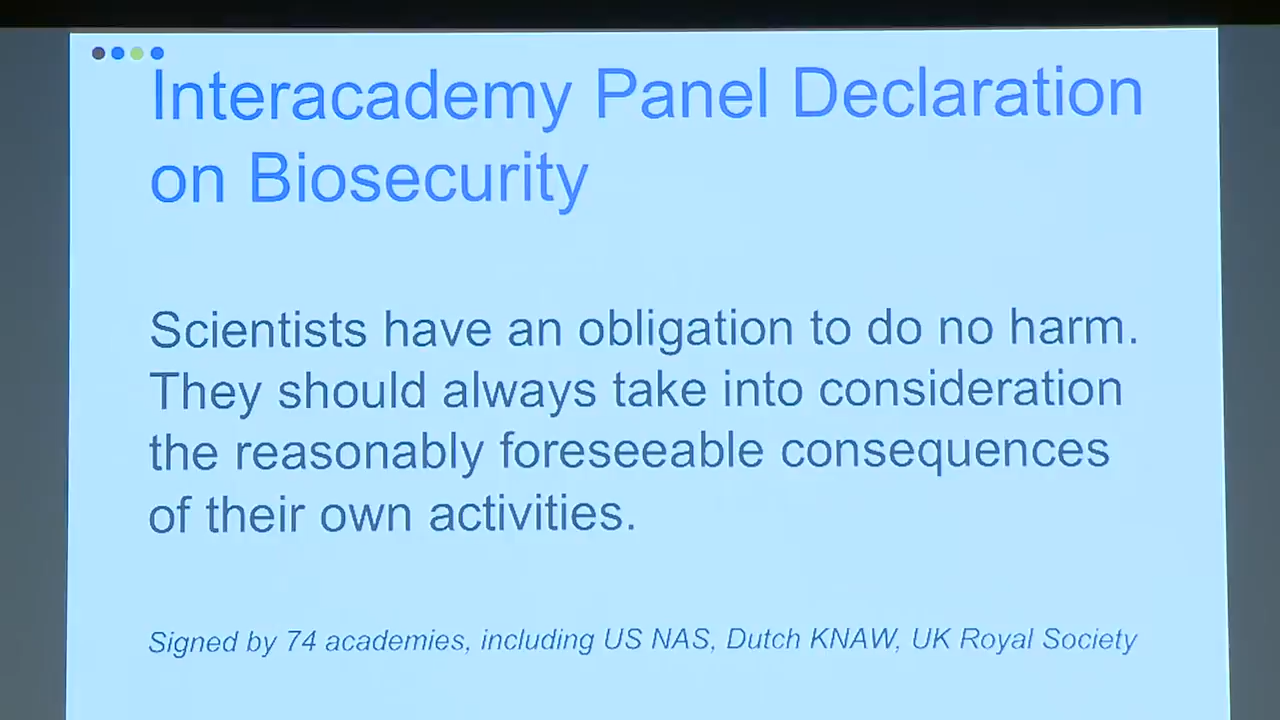 Interacademy Panel Declaration
on Biosecurity
Scientists have an obligation to do no harm.
They should always take into consideration
the reasonably foreseeable consequences
of their own activities.
Signed by 74 academies, including US NAS, Dutch KNAW, UK Royal Society